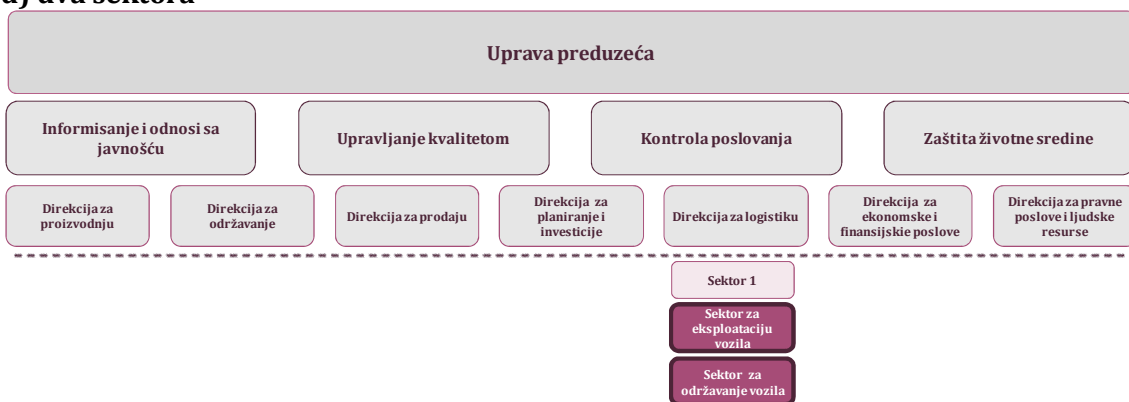 aj dva sektora
Uprava preduzeća
Informisanje i odnosi sa
javnošću
Upravljanje kvalitetom
Kontrola poslovanja
Zaštita životne sredine
Direkcija za
proizvodnju
Direkcija za
održavanje
Direkcija za prodaju
Direkcija za
planiranje i
investicije
Direkcija za logistiku
Direkcija za
ekonomske i
finansijskie poslove
Direkcija za pravne
poslove i ljudske
resurse
Sektor 1
Sektor za
eksploataciju
vozila
Sektor za
održavanje vozila